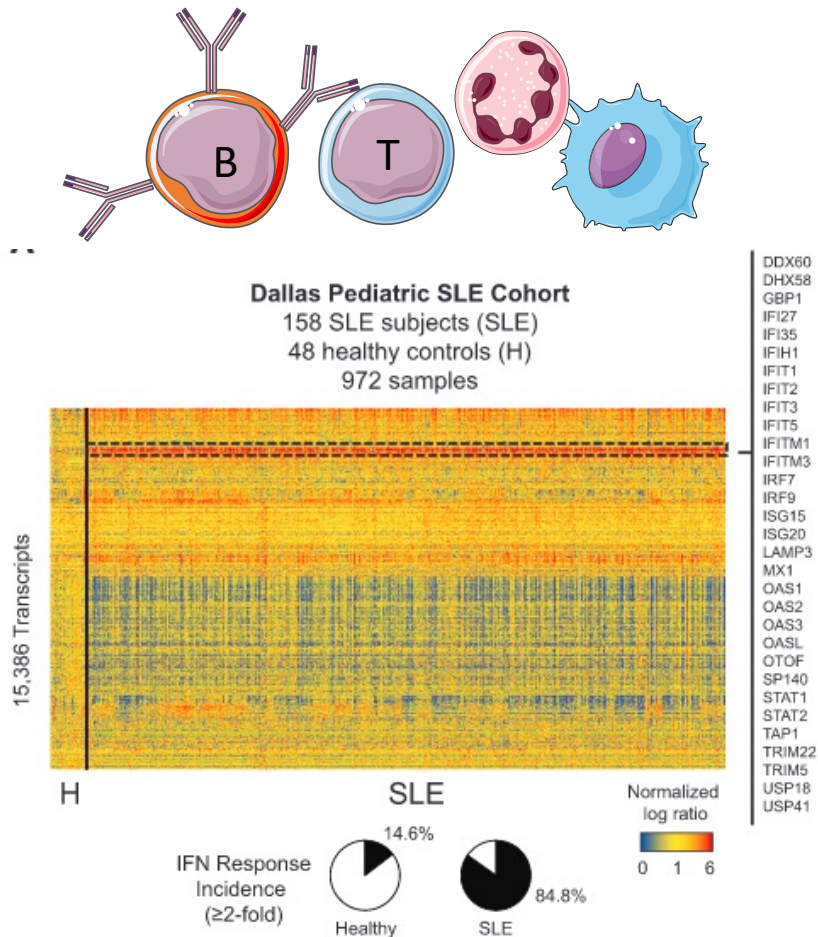 B
T
Dallas Pediatric SLE Cohort
158 SLE subjects (SLE)
48 healthy controls (H)
972 samples
15,386 Transcripts
H
SLE
DDX60
DHX58
GBP1
IFI27
IFI35
IFIH1
IFIT1
IFIT2
IFIT3
IFIT5
IFITM1
IFITM3
IRF7
IRF9
ISG15
ISG20
LAMP3
MX1
OAS1
OAS2
OAS3
OASL
OTOF
SP140
STAT1
STAT2
TAP1
TRIM22
TRIM5
USP18
USP41
Normalized
log ratio
0 1 6
IFN Response
Incidence
(≥2-fold)
14.6%
Healthy
84.8%
SLE